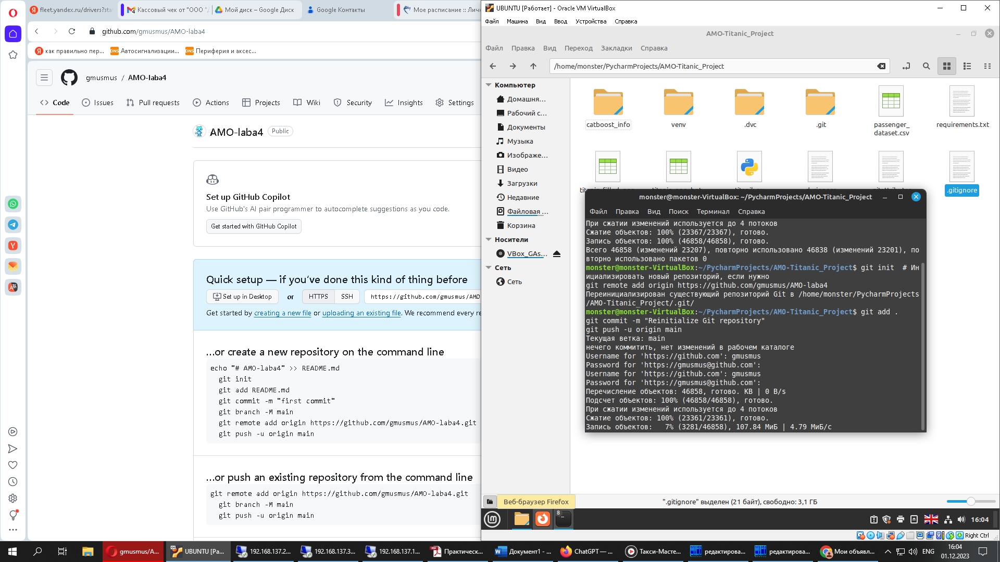 fleet.yandex.ru/drivers?sta
4
Кассовый чек от "ООО "
Мой диск – Google Диск
Google Контакты
Мое расписание :: Личн
github.com/gmusmus/AMO-laba4
как правильно пер...
DNS
Автосигнализации...
DNS
Периферия и аксес...
gmusmus / AMO-laba4
Code
Issues
Pull requests
Actions
Projects
Wiki
Security
Insights
Settings
AMO-laba4
Public
Set up GitHub Copilot
Use GitHub's AI pair programmer to autocomplete suggestions as you code.
Get started with GitHub Copilot
Quick setup — if you've done this kind of thing before
Set up in Desktop
or
HTTPS
SSH
https://github.com/gmusmus/AMO
Get started by creating a new file or uploading an existing file. We recommend every re
...or create a new repository on the command line
echo "# AMO-laba4" >> README.md
git init
git add README.md
git commit -m "first commit"
git branch -M main
git remote add origin https://github.com/gmusmus/AMO-laba4.git
git push -u origin main
...or push an existing repository from the command line
git remote add origin https://github.com/gmusmus/AMO-laba4.git
git branch -M main
git push -u origin main
UBUNTU [Работает] - Oracle VM VirtualBox
Файл Машина Вид Ввод Устройства Справка
AMO-Titanic_Project
Файл Правка Вид Переход Закладки Справка
/home/monster/PycharmProjects/AMO-Titanic_Project
Компьютер
Домашня...
Рабочий с...
Документы
Музыка
Изображе...
Видео
Загрузки
Недавние
Файловая ...
Корзина
Носители
VBox_GAs...
Сеть
Сеть
catboost_info
venv
.dvc
.git
passenger_
dataset.csv
requirements.txt
.gitignore
monster@monster-VirtualBox: ~/PycharmProjects/AMO-Titanic_Project
Файл Правка Вид Поиск Терминал Справка
При сжатии изменений используется до 4 потоков
Сжатие объектов: 100% (23367/23367), готово.
Запись объектов: 100% (46858/46858), готово.
Всего 46858 (изменений 23207), повторно использовано 46838 (изменений 23201), по
вторно использовано пакетов 0
monster@monster-VirtualBox:~/PycharmProjects/AMO-Titanic_Project$ git init  # Ин
ициализировать новый репозиторий, если нужно
git remote add origin https://github.com/gmusmus/AMO-laba4
Переинициализирован существующий репозиторий Git в /home/monster/PycharmProjects
/AMO-Titanic_Project/.git/
monster@monster-VirtualBox:~/PycharmProjects/AMO-Titanic_Project$ git add .
git commit -m "Reinitialize Git repository"
git push -u origin main
Текущая ветка: main
нечего коммитить, нет изменений в рабочем каталоге
Username for 'https://github.com': gmusmus
Password for 'https://gmusmus@github.com':
Username for 'https://github.com': gmusmus
Password for 'https://gmusmus@github.com':
Перечисление объектов: 46858, готово. KB | 0 B/s
Подсчет объектов: 100% (46858/46858), готово.
При сжатии изменений используется до 4 потоков
Сжатие объектов: 100% (23361/23361), готово.
Запись объектов:   7% (3281/46858), 107.84 МиБ | 4.79 МиБ/с
Веб-браузер Firefox
".gitignore" выделен (21 байт), свободно: 3,1 ГБ
8
16:04
Right Ctrl
gmusmus/A...
UBUNTU [Ра...
192.168.137.2...
192.168.137.3...
192.168.137.1...
Практическ...
Документ1 - ...
ChatGPT — ...
Такси-Масте...
редактирова...
редактирова...
Мои объявл...
ENG
16:04
01.12.2023